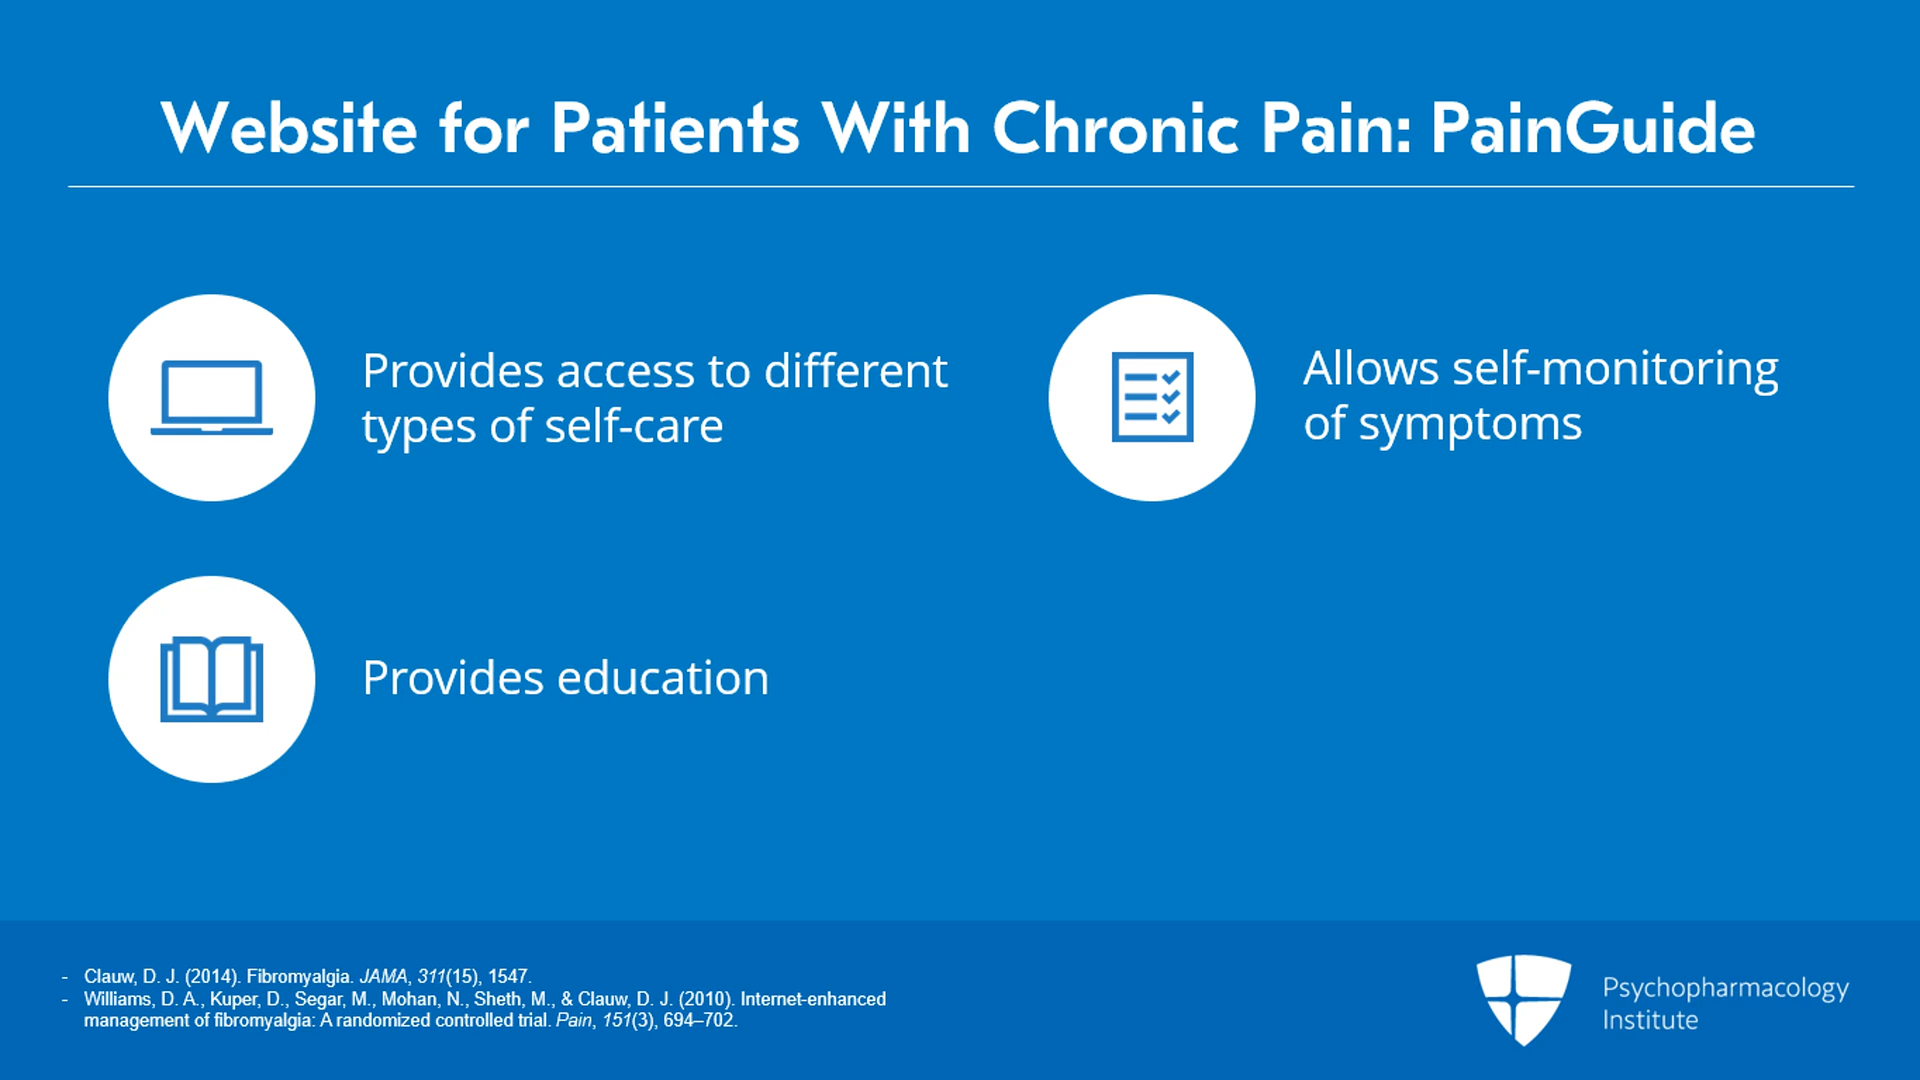 Website for Patients With Chronic Pain: PainGuide
Provides access to different
types of self-care
Allows self-monitoring
of symptoms
Provides education
- Clauw, D. J. (2014). Fibromyalgia. JAMA, 311(15), 1547.
- Williams, D. A., Kuper, D., Segar, M., Mohan, N., Sheth, M., & Clauw, D. J. (2010). Internet-enhanced
management of fibromyalgia: A randomized controlled trial. Pain, 151(3), 694–702.
Psychopharmacology
Institute